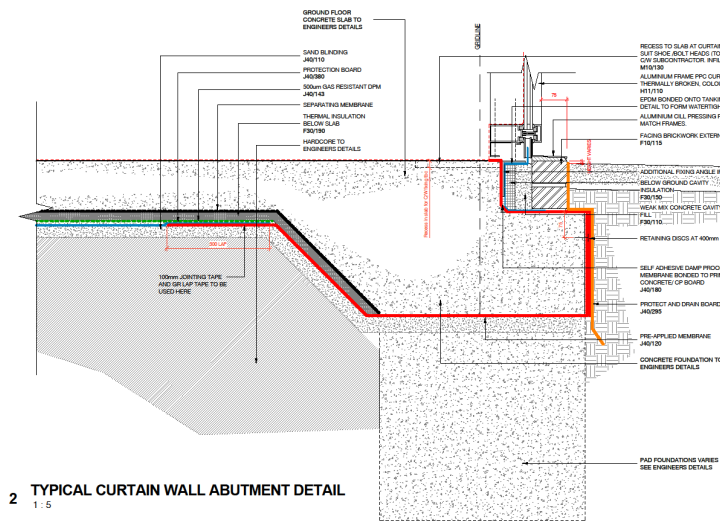 GROUND FLOOR
CONCRETE SLAB TO
ENGINEERS DETAILS
SAND BLINDING
J40/110
PROTECTION BOARD
J40/380
500um GAS RESISTANT DPM
J40/143
SEPARATING MEMBRANE
THERMAL INSULATION
BELOW SLAB
F30/190
HARDCORE TO
ENGINEERS DETAILS
GRIDLINE
RECESS TO SLAB AT CURTAIN
SUIT SHOE /BOLT HEADS (TO
C/W SUBCONTRACTOR. INFIL
M10/130
ALUMINIUM FRAME PPC CUR
THERMALLY BROKEN, COLO
H11/110
EPDM BONDED ONTO TANKI
DETAIL TO FORM WATERTIGH
ALUMINIUM CILL PRESSING P
MATCH FRAMES.
FACING BRICKWORK EXTERN
F10/115
75
ADDITIONAL FIXING ANGLE I
BELOW GROUND CAVITY
INSULATION
F30/150
WEAK MIX CONCRETE CAVITY
FILL
F30/110
RETAINING DISCS AT 400mm
SELF ADHESIVE DAMP PROO
MEMBRANE BONDED TO PRI
CONCRETE/ CP BOARD
J40/180
PROTECT AND DRAIN BOARD
J40/295
PRE-APPLIED MEMBRANE
J40/120
CONCRETE FOUNDATION TO
ENGINEERS DETAILS
PAD FOUNDATIONS VARIES
SEE ENGINEERS DETAILS
300 LAP
100mm JOINTING TAPE
AND GR LAP TAPE TO BE
USED HERE
2 TYPICAL CURTAIN WALL ABUTMENT DETAIL
1 : 5